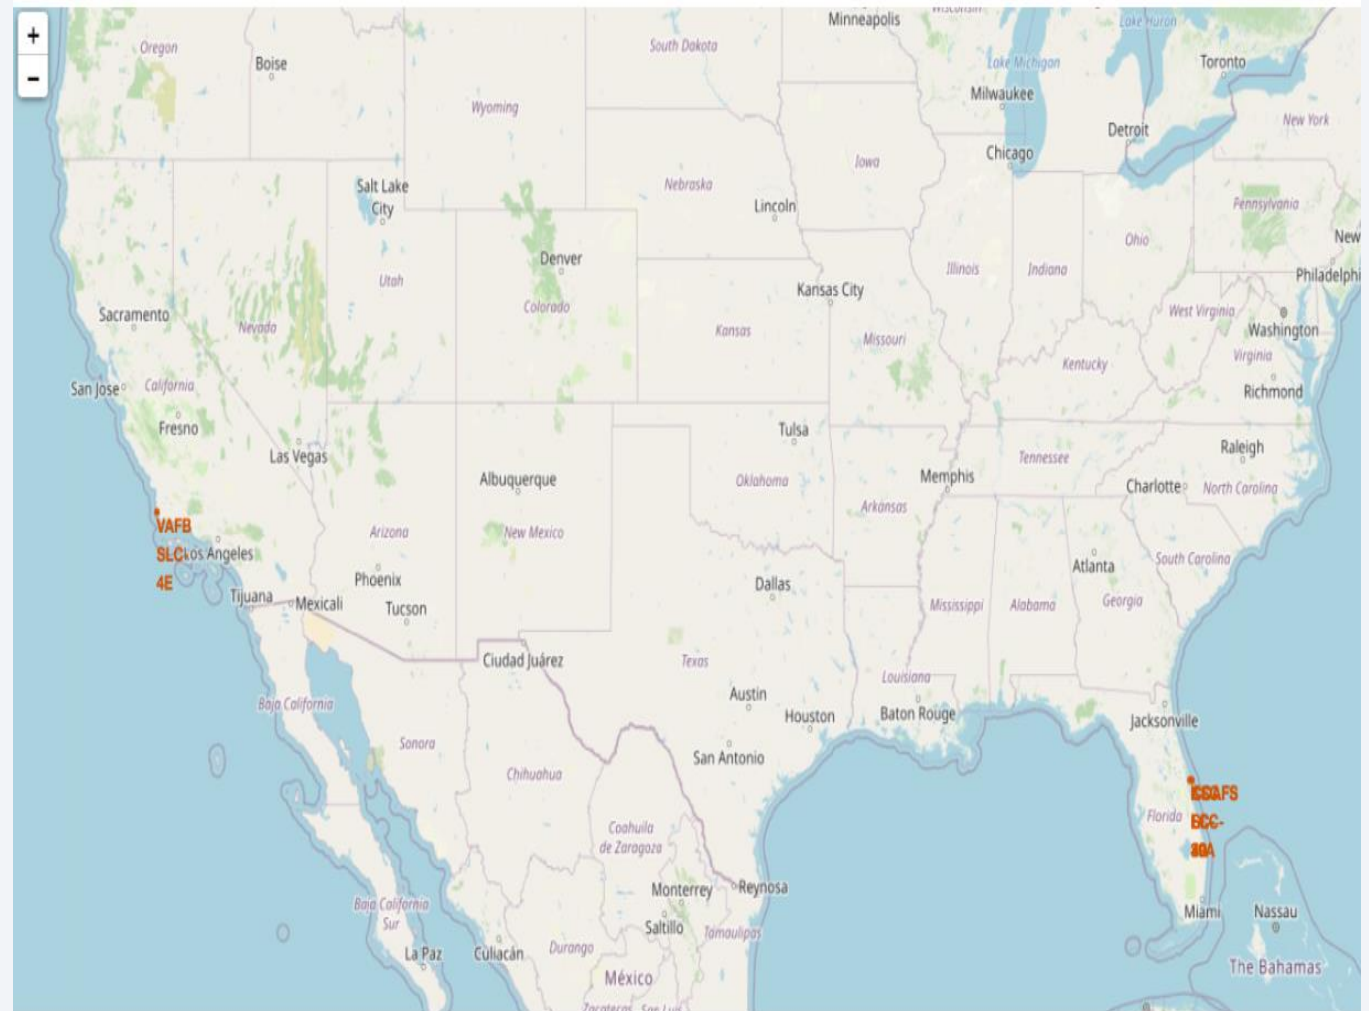 +
−
Minneapolis
Lake Huron
Oregon
Boise
South Dakota
Lake Michigan
Toronto
Milwaukee
Wyoming
New York
Detroit
Chicago
Iowa
Salt Lake
City
Nebraska
Lincoln
Pennsylvania
New
Ohio
Denver
Illinois
Indiana
Philadelphi
Utah
Kansas City
Colorado
West Virginia
Sacramento
Nevada
Kansas
Missouri
Washington
Virginia
Kentucky
San Jose
California
Richmond
Fresno
Tulsa
Las Vegas
Raleigh
Tennessee
Albuquerque
Oklahoma
Memphis
Charlotte
North Carolina
Arkansas
VAFB
Arizona
New Mexico
SLC-
Los Angeles
4E
South Carolina
Atlanta
Phoenix
Dallas
Tijuana
Mexicali
Tucson
Mississippi
Alabama
Georgia
Ciudad Juárez
Texas
Louisiana
Austin
Baja California
Houston
Baton Rouge
Jacksonville
Sonora
San Antonio
Chihuahua
Florida
Coahuila
de Zaragoza
Monterrey
Reynosa
Baja California
Sur
Miami
Nassau
Saltillo
Tamaulipas
La Paz
Culiacán
Durango
México
The Bahamas